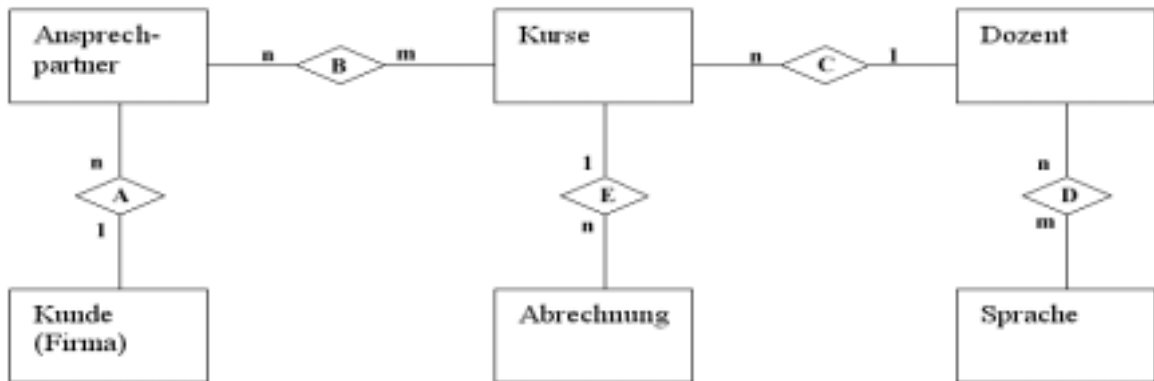 Ansprech-
partner
n
B
m
Kurse
n
C
1
Dozent
n
A
1
1
E
n
n
D
m
Kunde
(Firma)
Abrechnung
Sprache